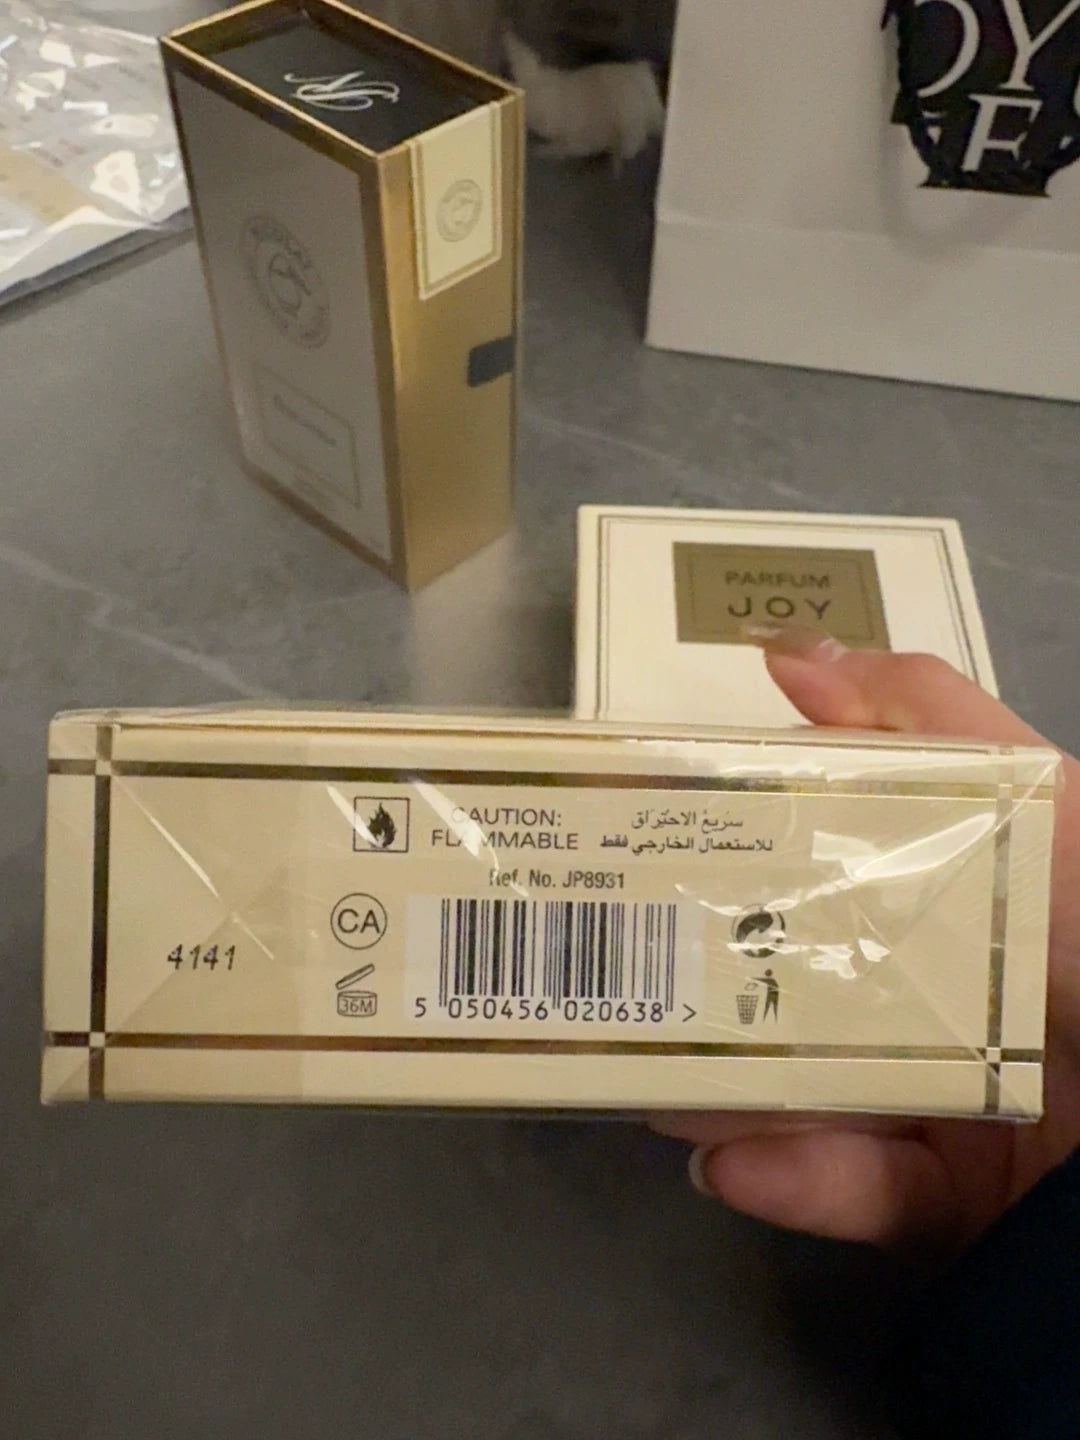 PARFUM
JOY
CAUTION:
FLAMMABLE
سريع الاحتراق
للاستعمال الخارجي فقط
Ref. No. JP8931
CA
4141
36M
5 050456 020638 >